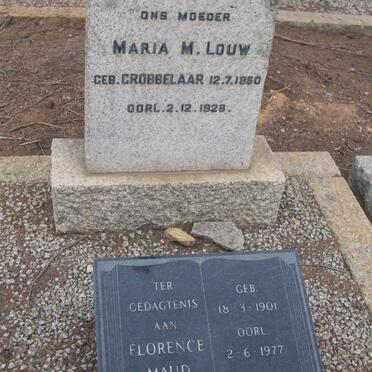 ONS MOEDER
MARIA M. LOUW
GEB. GROBBELAAR 12.7.1860
OORL. 2.12.1928.
TER
GEDAGTENIS
AAN
FLORENCE
MAUD
GEB.
18-3-1901
OORL.
2-6-1977